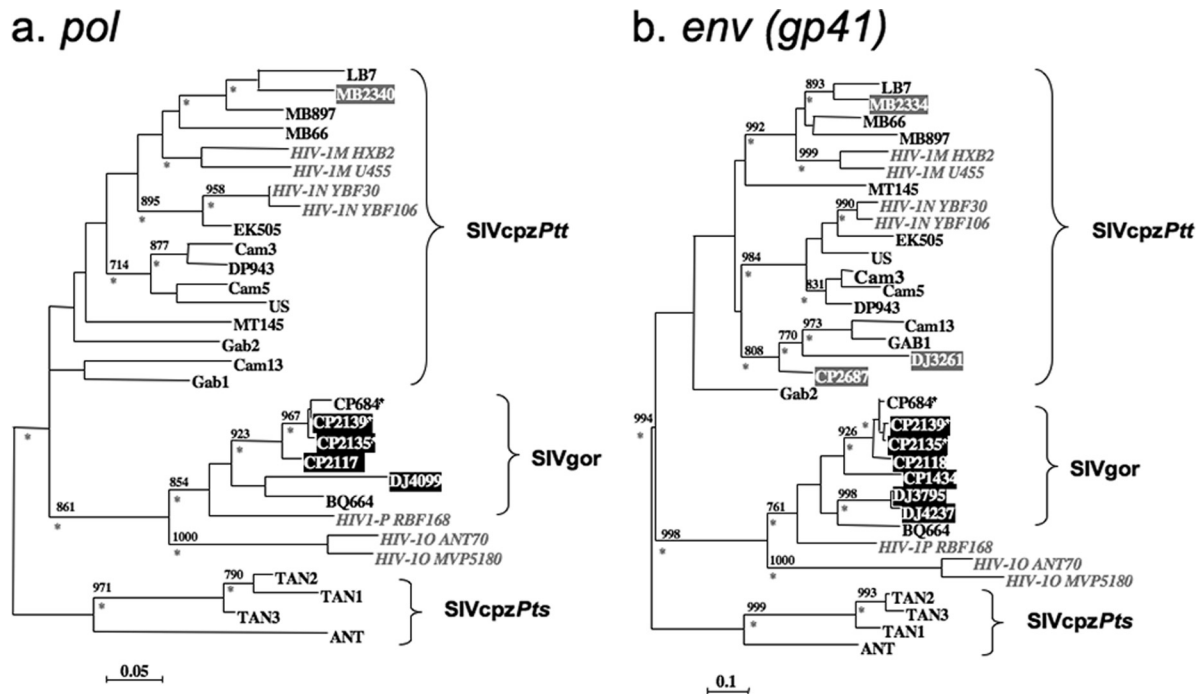 a. pol
LB7
MB2340
*
*
MB897
MB66
HIV-1M HXB2
*
HIV-1M U455
958
HIV-1N YBF30
895
*
*
HIV-1N YBF106
EK505
SIVcpzPtt
877
Cam3
714
*
DP943
*
Cam5
US
MT145
Gab2
Cam13
Gab1
CP684*
967
CP2139*
*
923
CP2135*
*
CP2117
SIVgor
854
DJ4099
*
861
BQ664
*
*
HIV1-P RBF168
1000
HIV-1O ANT70
*
HIV-1O MVP5180
790
TAN2
971
*
TAN1
*
TAN3
SIVcpzPts
ANT
0.05
b. env (gp41)
893
LB7
*
MB2334
992
MB66
*
MB897
999
HIV-1M HXB2
*
HIV-1M U455
MT145
990
HIV-1N YBF30
*
HIV-1N YBF106
EK505
SIVcpzPtt
984
US
*
Cam3
831
Cam5
*
DP943
973
Cam13
770
*
GAB1
808
*
DJ3261
*
CP2687
Gab2
994
CP684*
*
926
*
CP2139*
*
CP2135*
CP2118
CP1434
SIVgor
998
DJ3795
761
*
DJ4237
*
BQ664
998
HIV-1P RBF168
*
1000
HIV-1O ANT70
*
HIV-1O MVP5180
993
TAN2
999
*
TAN3
*
TAN1
SIVcpzPts
ANT
0.1